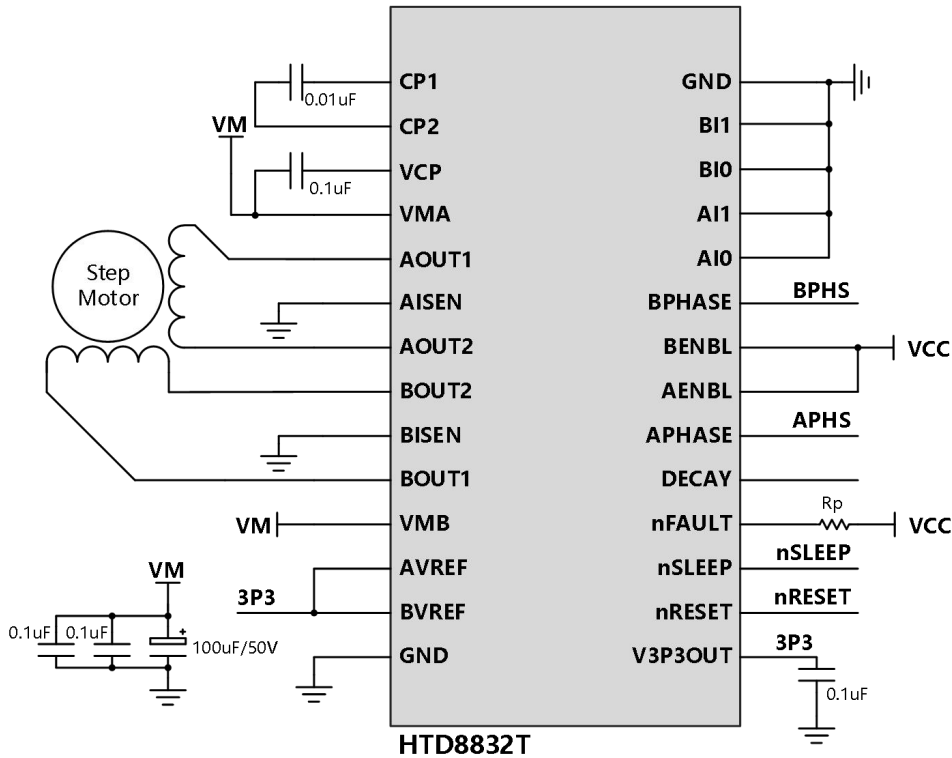 CP1
GND
0.01uF
VM
CP2
BI1
VCP
BI0
0.1uF
VMA
AI1
AOUT1
AI0
Step
Motor
AISEN
BPHASE
BPHS
AOUT2
BENBL
VCC
BOUT2
AENBL
BISEN
APHASE
APHS
BOUT1
DECAY
Rp
VM
VMB
nFAULT
VCC
VM
AVREF
nSLEEP
nSLEEP
3P3
BVREF
nRESET
nRESET
0.1uF
0.1uF
+
100uF/50V
GND
V3P3OUT
3P3
0.1uF
HTD8832T